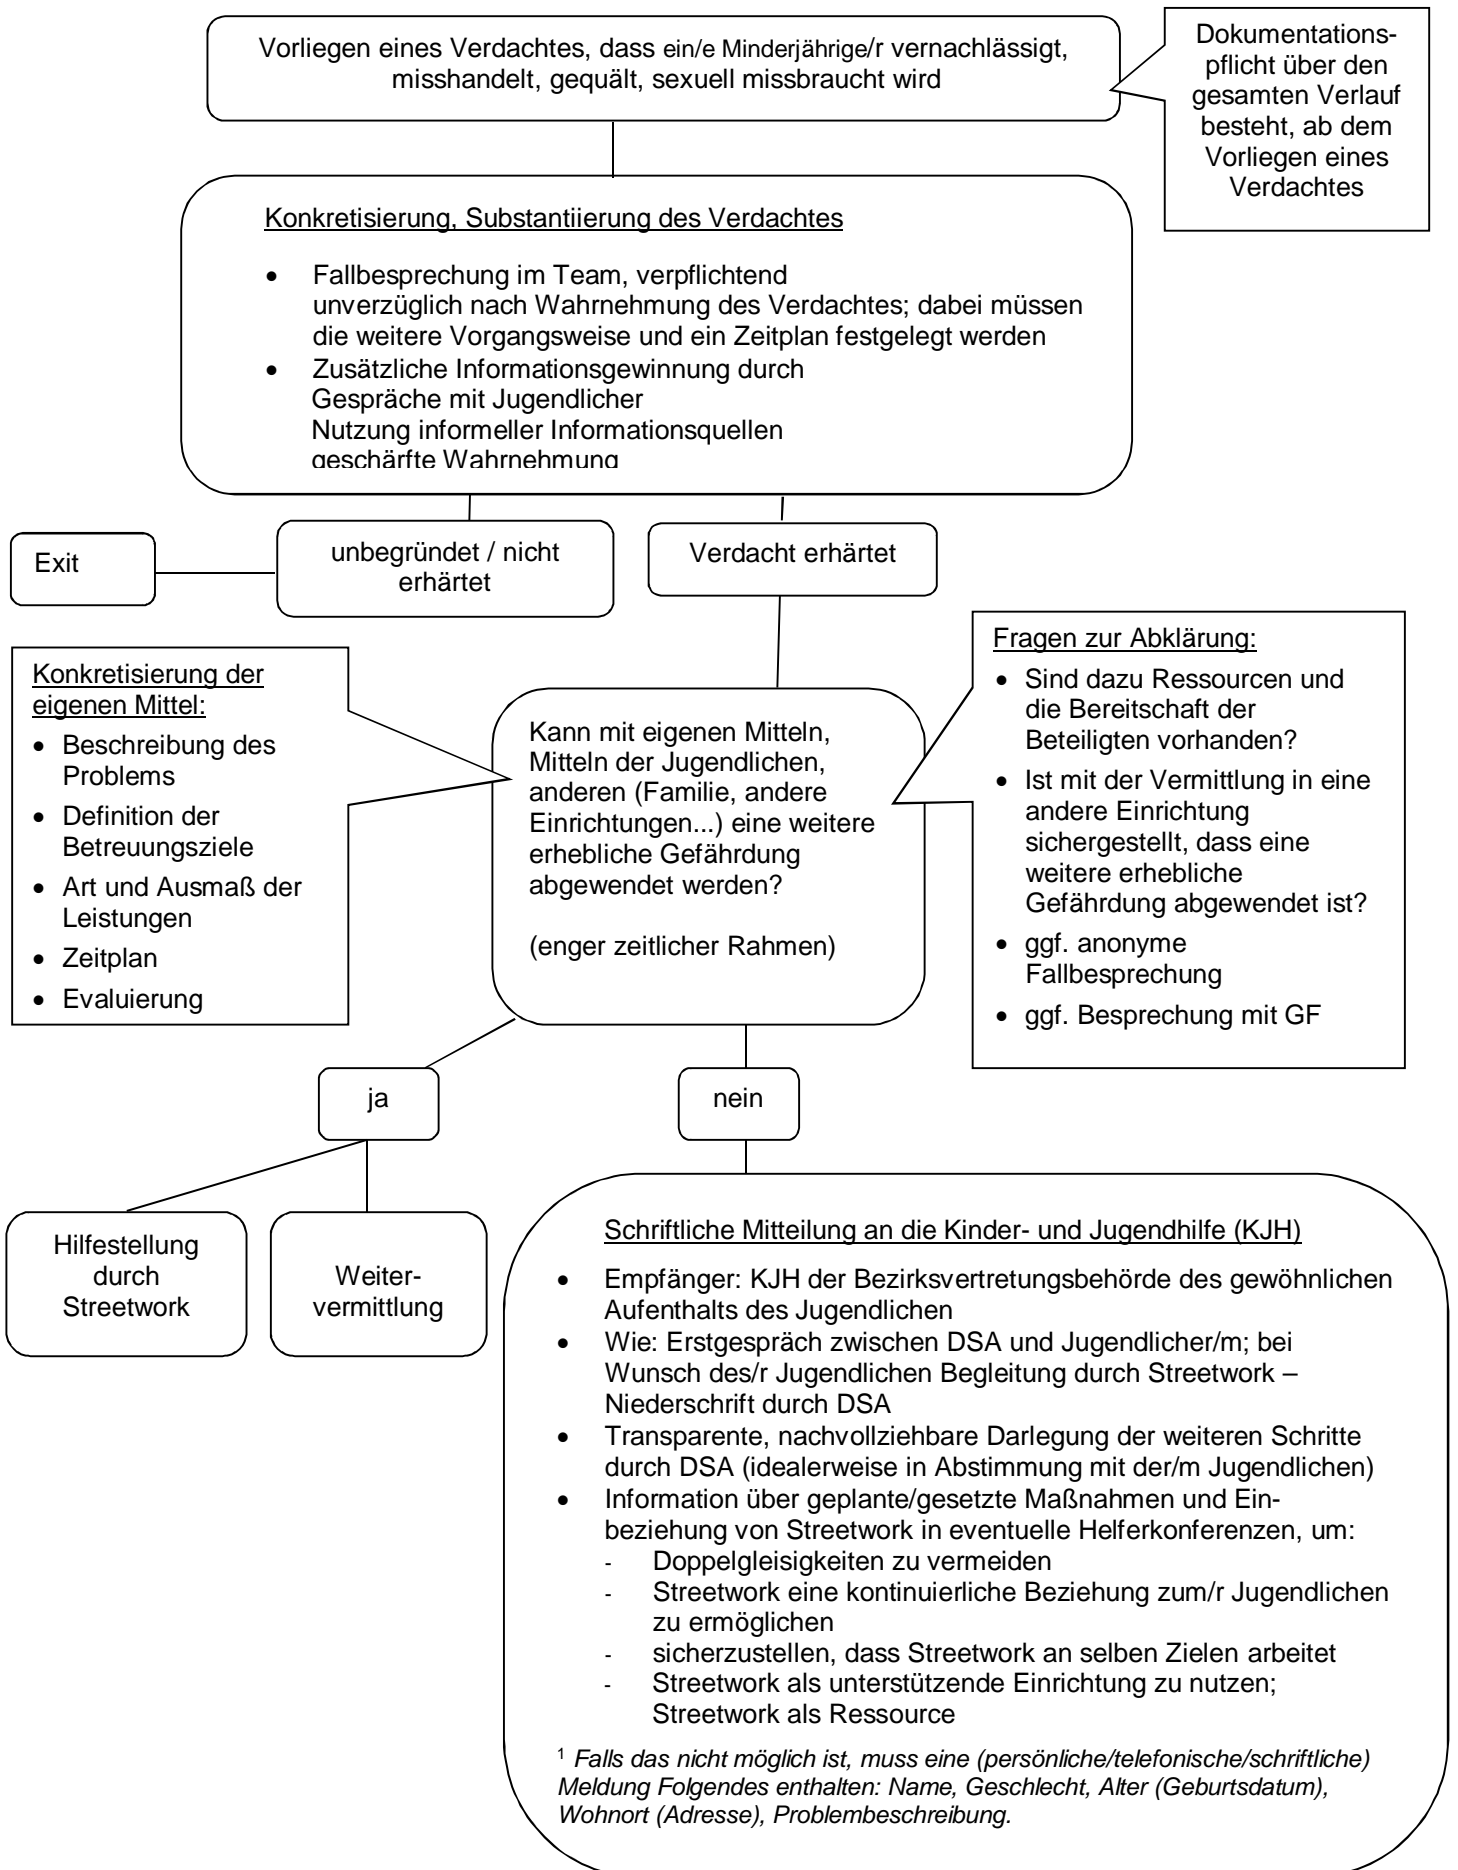 Vorliegen eines Verdachtes, dass ein/e Minderjährige/r vernachlässigt,
misshandelt, gequält, sexuell missbraucht wird
Dokumentations-
pflicht über den
gesamten Verlauf
besteht, ab dem
Vorliegen eines
Verdachtes
Konkretisierung, Substantiierung des Verdachtes
• Fallbesprechung im Team, verpflichtend
unverzüglich nach Wahrnehmung des Verdachtes; dabei müssen
die weitere Vorgangsweise und ein Zeitplan festgelegt werden
• Zusätzliche Informationsgewinnung durch
Gespräche mit Jugendlicher
Nutzung informeller Informationsquellen
geschärfte Wahrnehmung
Exit
unbegründet / nicht
erhärtet
Verdacht erhärtet
Konkretisierung der
eigenen Mittel:
• Beschreibung des
Problems
• Definition der
Betreuungsziele
• Art und Ausmaß der
Leistungen
• Zeitplan
• Evaluierung
Kann mit eigenen Mitteln,
Mitteln der Jugendlichen,
anderen (Familie, andere
Einrichtungen...) eine weitere
erhebliche Gefährdung
abgewendet werden?
(enger zeitlicher Rahmen)
Fragen zur Abklärung:
• Sind dazu Ressourcen und
die Bereitschaft der
Beteiligten vorhanden?
• Ist mit der Vermittlung in eine
andere Einrichtung
sichergestellt, dass eine
weitere erhebliche
Gefährdung abgewendet ist?
• ggf. anonyme
Fallbesprechung
• ggf. Besprechung mit GF
ja
nein
Hilfestellung
durch
Streetwork
Weiter-
vermittlung
Schriftliche Mitteilung an die Kinder- und Jugendhilfe (KJH)
• Empfänger: KJH der Bezirksvertretungsbehörde des gewöhnlichen
Aufenthalts des Jugendlichen
• Wie: Erstgespräch zwischen DSA und Jugendlicher/m; bei
Wunsch des/r Jugendlichen Begleitung durch Streetwork –
Niederschrift durch DSA
• Transparente, nachvollziehbare Darlegung der weiteren Schritte
durch DSA (idealerweise in Abstimmung mit der/m Jugendlichen)
• Information über geplante/gesetzte Maßnahmen und Ein-
beziehung von Streetwork in eventuelle Helferkonferenzen, um:
- Doppelgleisigkeiten zu vermeiden
- Streetwork eine kontinuierliche Beziehung zum/r Jugendlichen
zu ermöglichen
- sicherzustellen, dass Streetwork an selben Zielen arbeitet
- Streetwork als unterstützende Einrichtung zu nutzen;
Streetwork als Ressource
¹ Falls das nicht möglich ist, muss eine (persönliche/telefonische/schriftliche)
Meldung Folgendes enthalten: Name, Geschlecht, Alter (Geburtsdatum),
Wohnort (Adresse), Problembeschreibung.